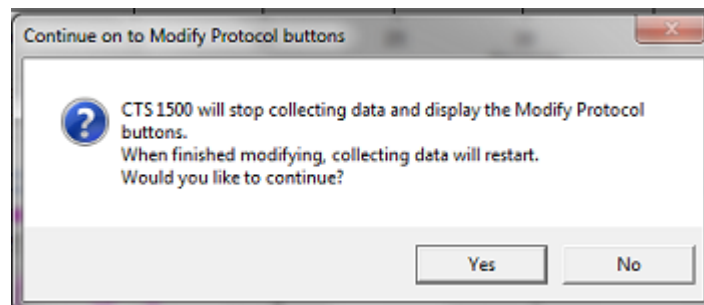 Continue on to Modify Protocol buttons
CTS 1500 will stop collecting data and display the Modify Protocol
buttons.
When finished modifying, collecting data will restart.
Would you like to continue?
Yes
No